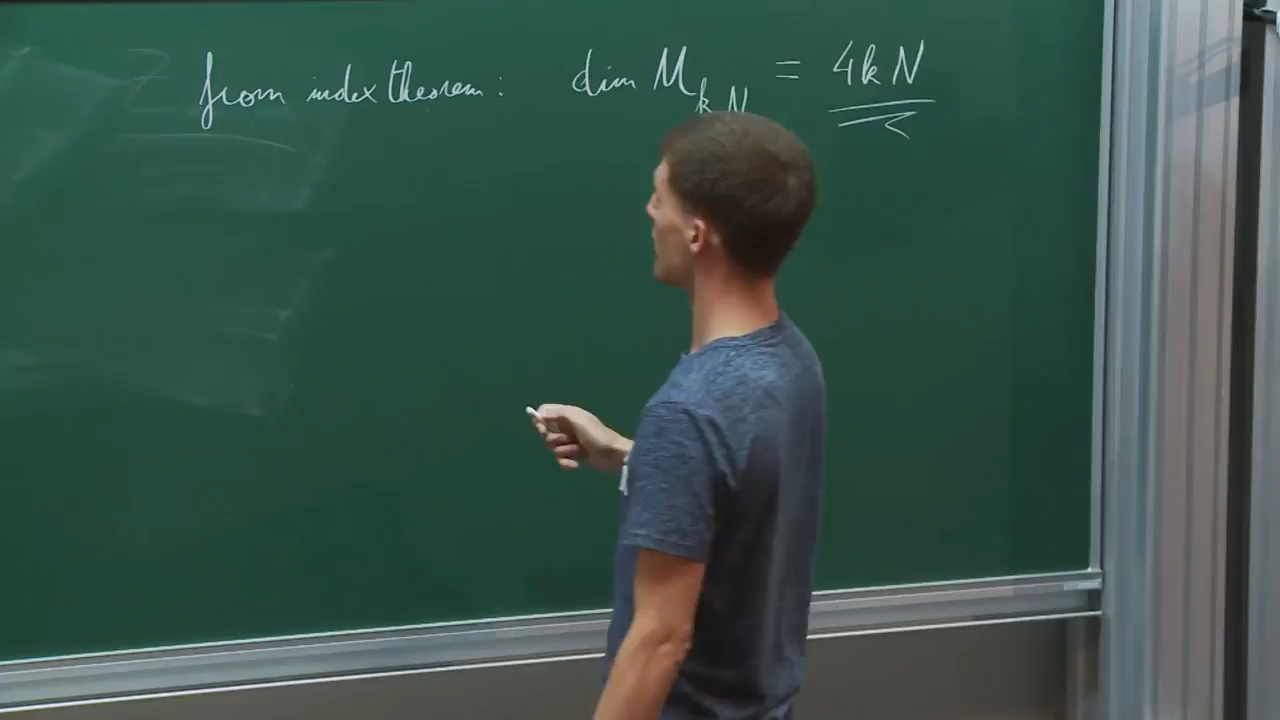 from index theorem : dim M_{k N} = 4kN